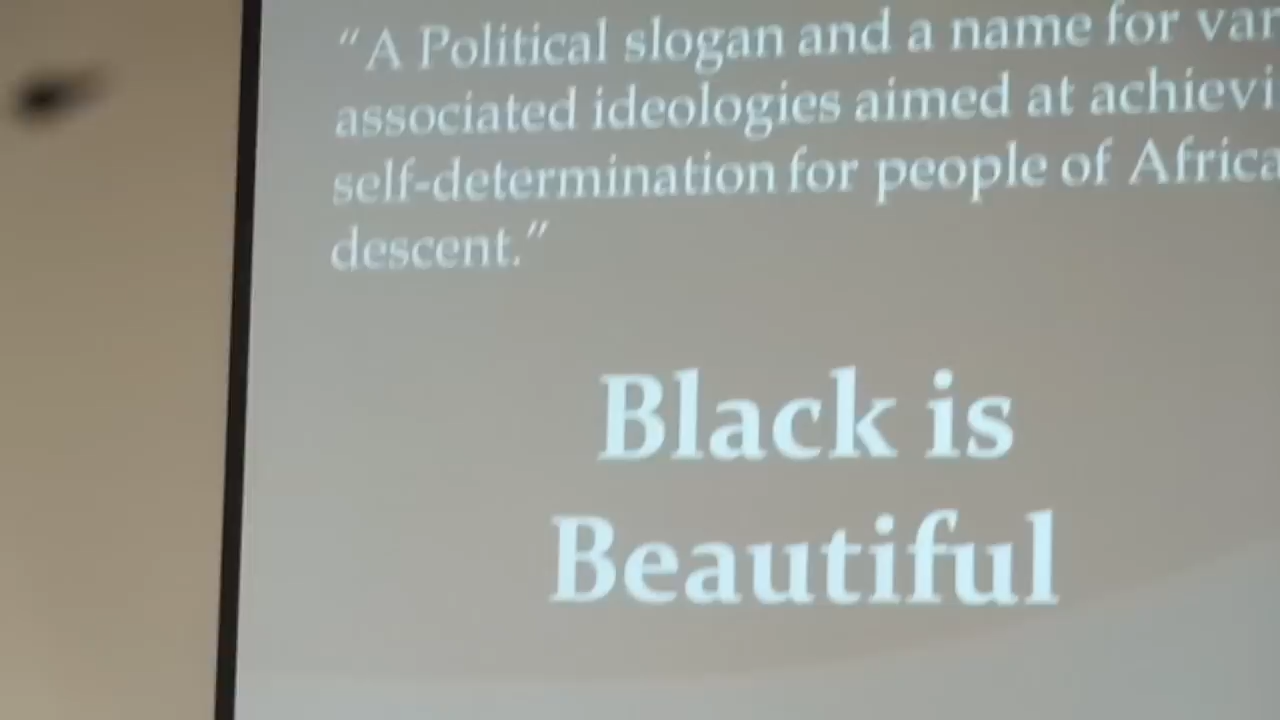 "A Political slogan and a name for
associated ideologies aimed at
self-determination for people of
descent."
Black is
Beautiful